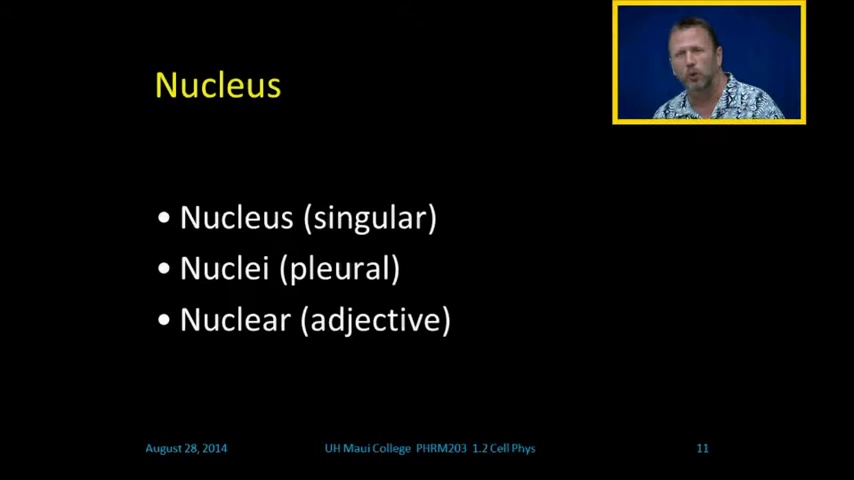 Nucleus
• Nucleus (singular)
• Nuclei (pleural)
• Nuclear (adjective)
August 28, 2014 UH Maui College PHRM203 1.2 Cell Phys 11